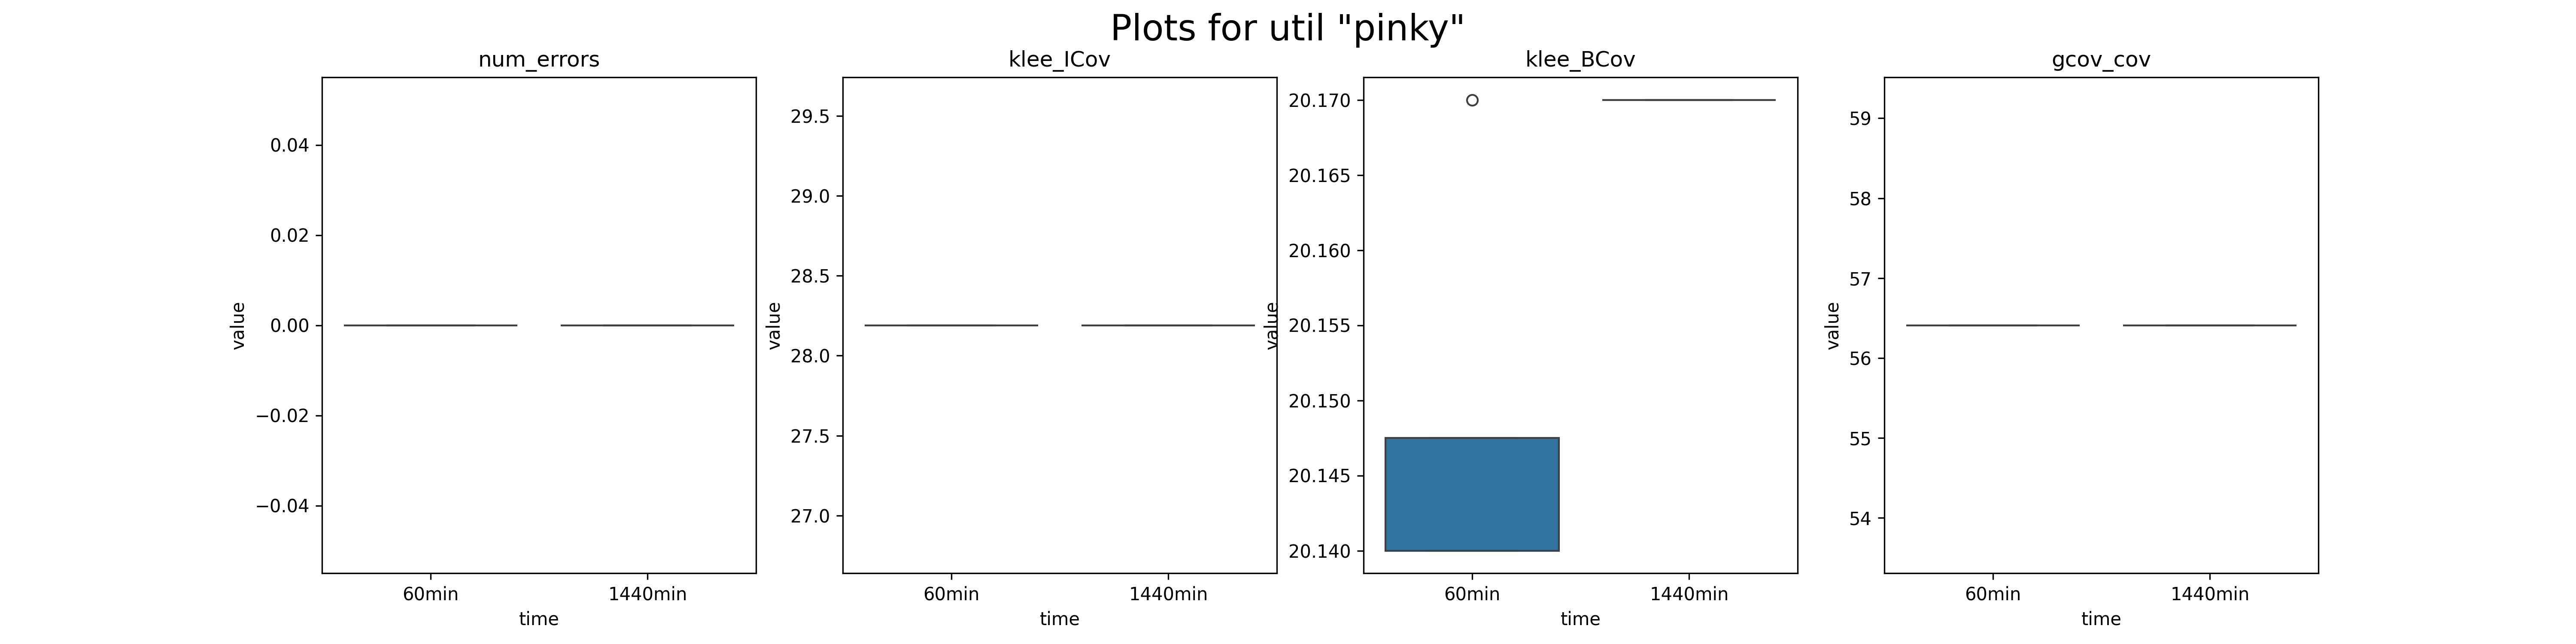 Plots for util "pinky"
num_errors
0.04
0.02
0.00
−0.02
−0.04
value
60min
1440min
time
klee_ICov
29.5
29.0
28.5
28.0
27.5
27.0
value
60min
1440min
time
klee_BCov
20.170
20.165
20.160
20.155
20.150
20.145
20.140
value
60min
1440min
time
gcov_cov
59
58
57
56
55
54
value
60min
1440min
time